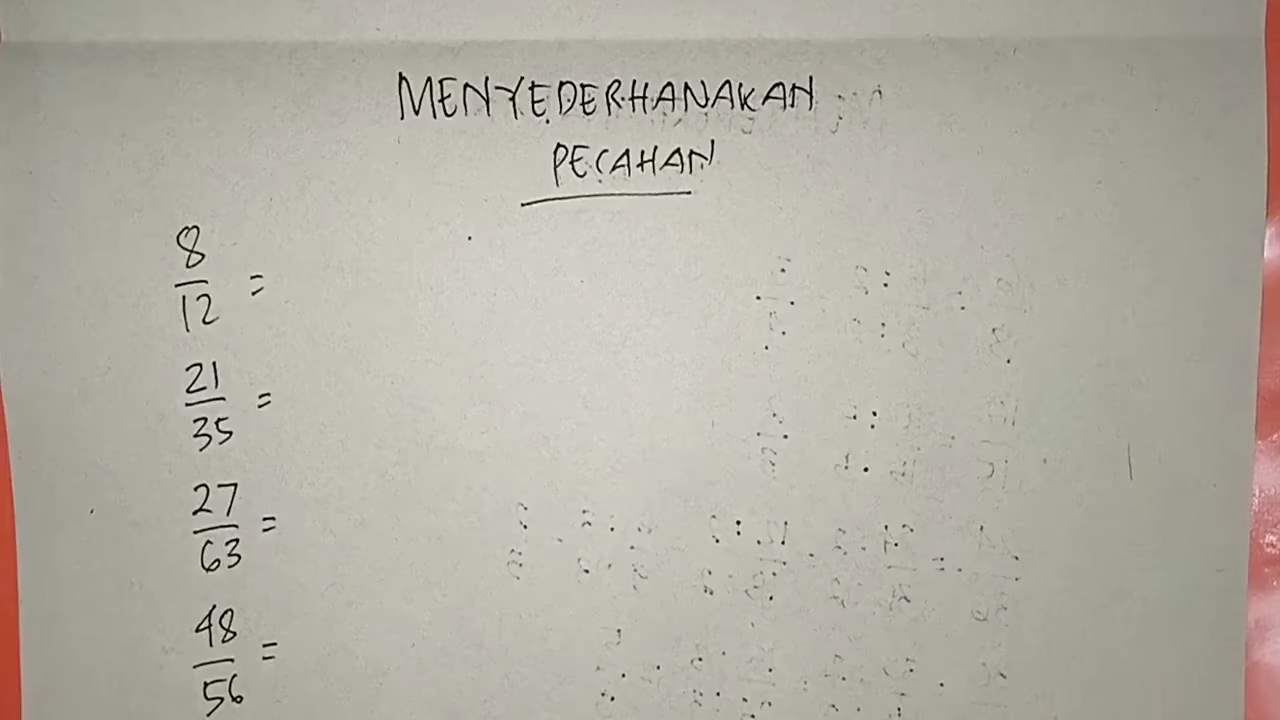 MENYEDERHANAKAN
PECAHAN
8/12 =
21/35 =
27/63 =
48/56 =